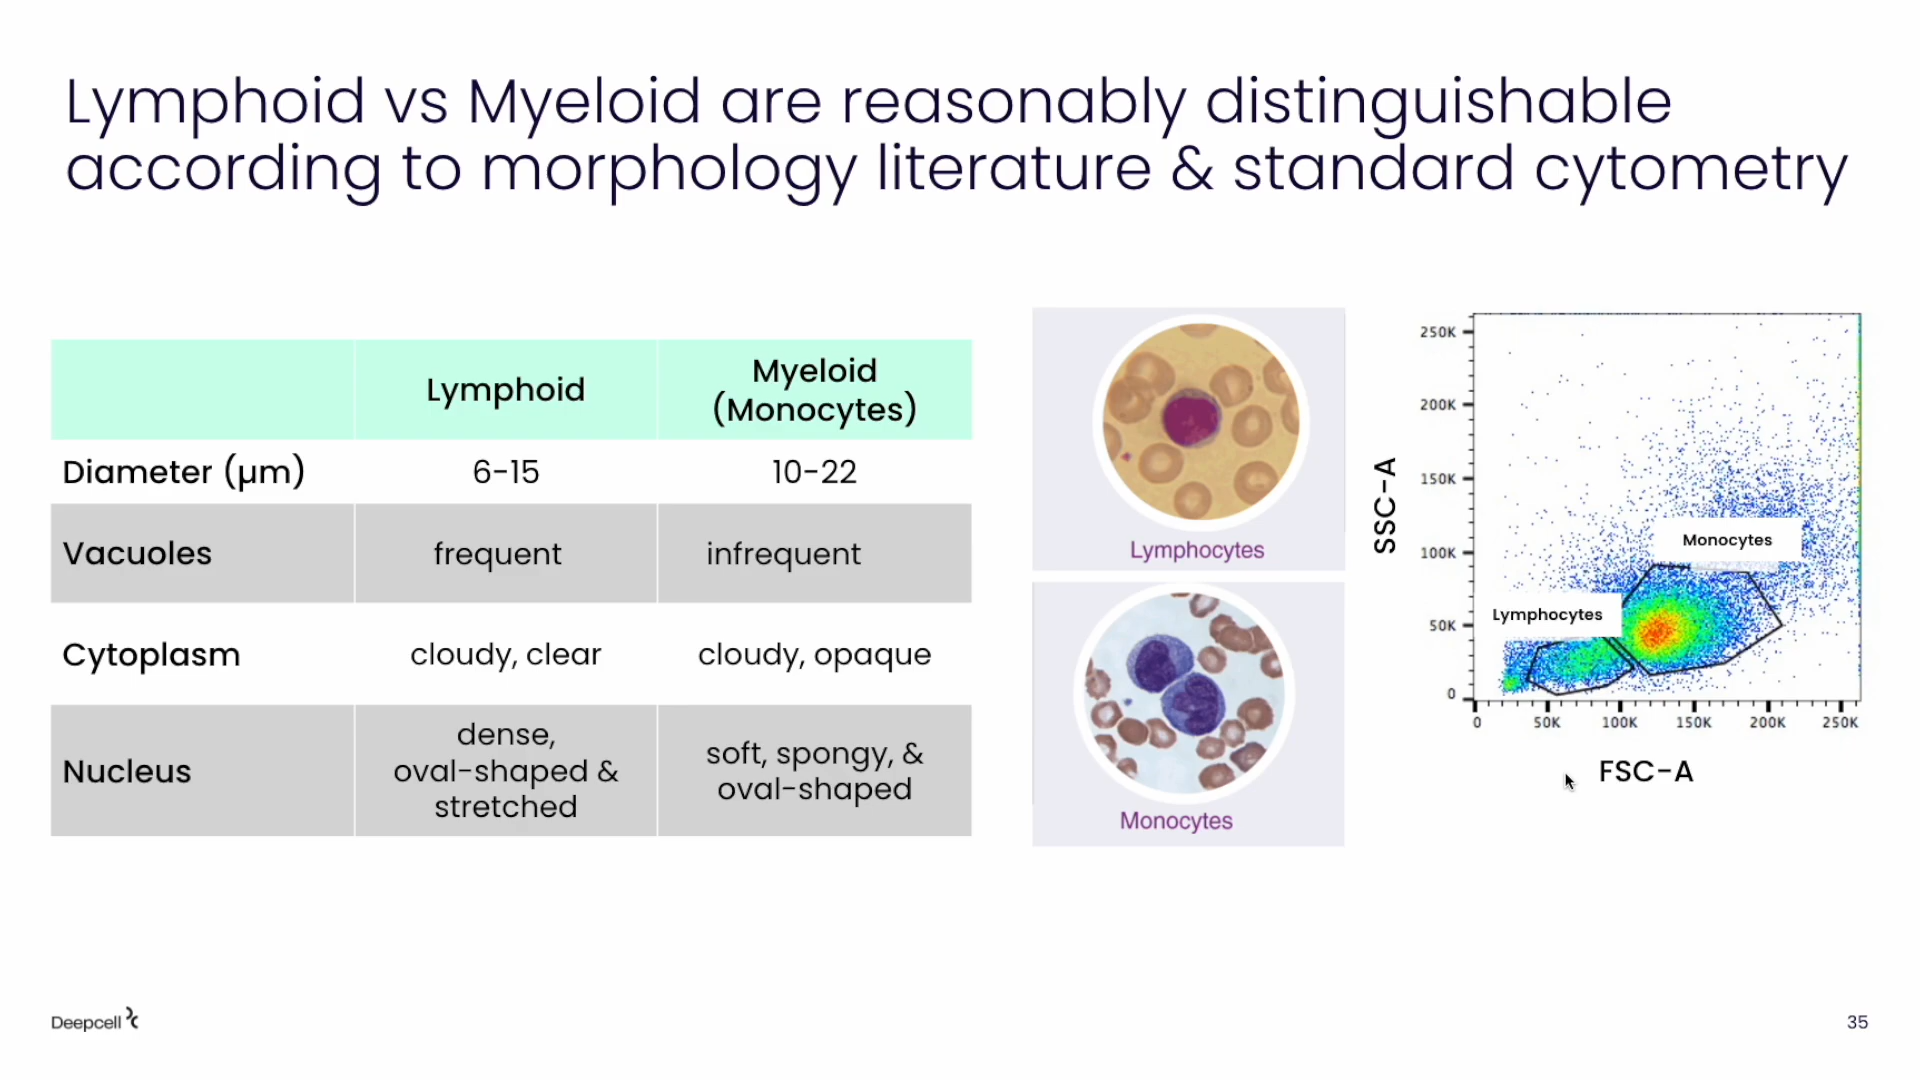 Lymphoid vs Myeloid are reasonably distinguishable
according to morphology literature & standard cytometry
Lymphoid
Myeloid
(Monocytes)
Diameter (µm)
6-15
10-22
Vacuoles
frequent
infrequent
Cytoplasm
cloudy, clear
cloudy, opaque
Nucleus
dense,
oval-shaped &
stretched
soft, spongy, &
oval-shaped
Lymphocytes
Monocytes
SSC-A
250K
200K
150K
100K
50K
0
Monocytes
Lymphocytes
0 50K 100K 150K 200K 250K
FSC-A
Deepcell
35